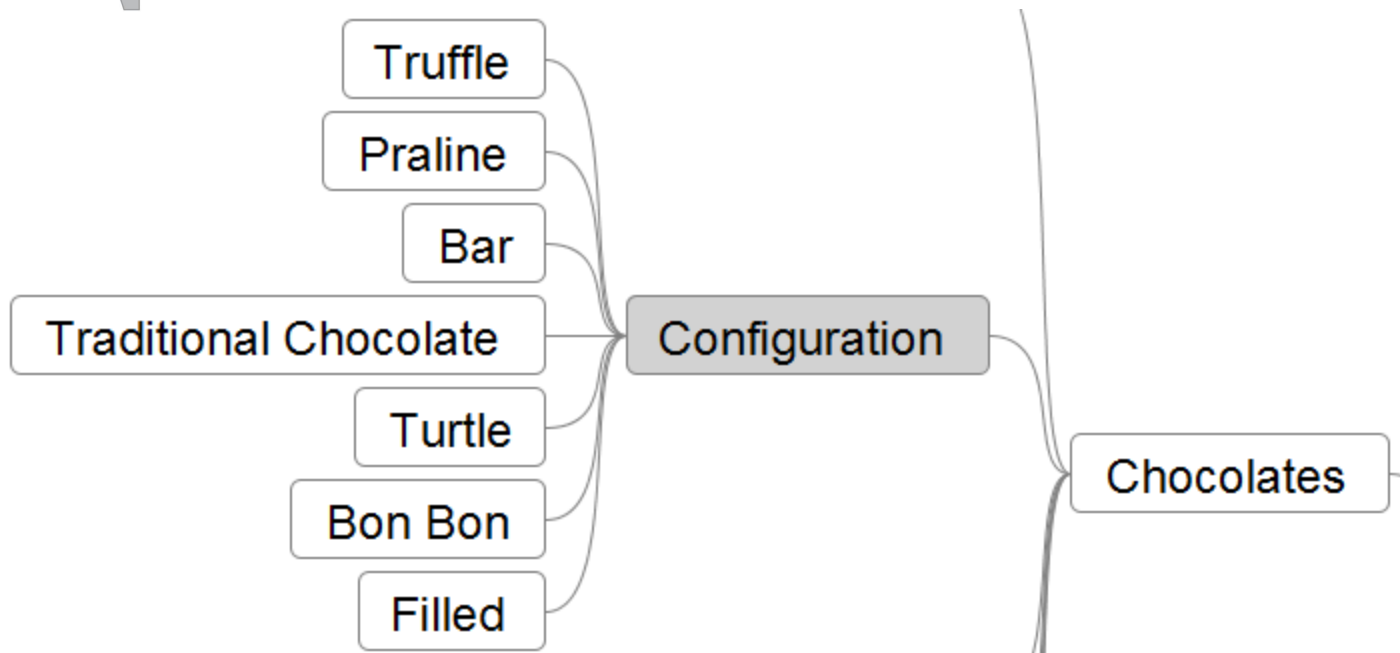 Truffle
Praline
Bar
Traditional Chocolate
Configuration
Turtle
Chocolates
Bon Bon
Filled